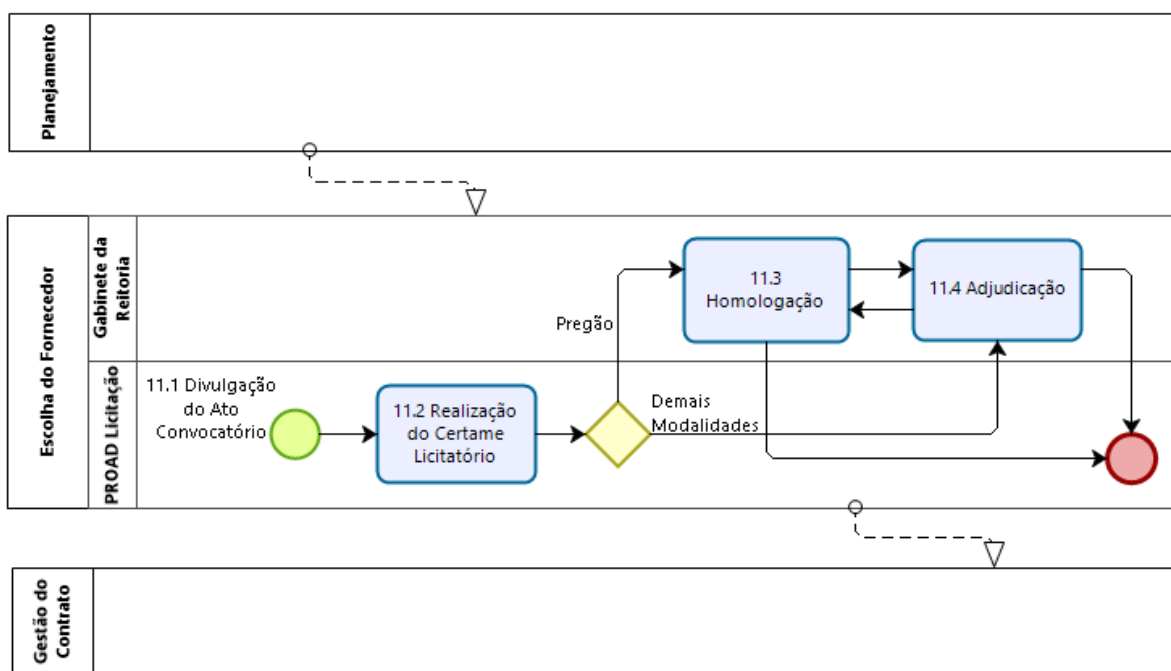 Planejamento
Escolha do Fornecedor
Gabinete da
Reitoria
11.3
Homologação
11.4 Adjudicação
Pregão
PROAD Licitação
11.1 Divulgação
do Ato
Convocatório
11.2 Realização
do Certame
Licitatório
Demais
Modalidades
Gestão do
Contrato